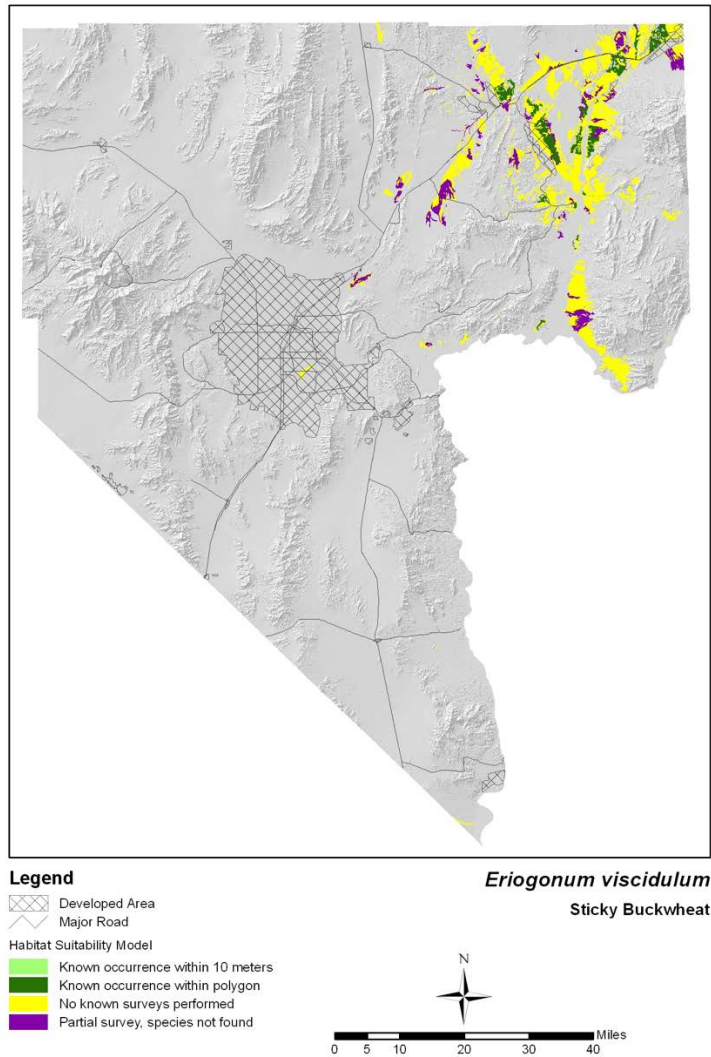 Legend
Developed Area
Major Road
Habitat Suitability Model
Known occurrence within 10 meters
Known occurrence within polygon
No known surveys performed
Partial survey, species not found
Eriogonum viscidulum
Sticky Buckwheat
N
Miles
0 5 10 20 30 40